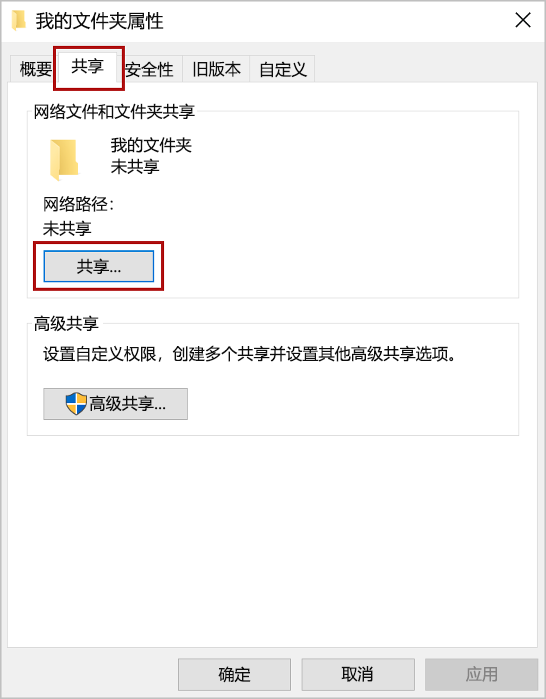 我的文件夹属性
概要 共享 安全性 旧版本 自定义
网络文件和文件夹共享
我的文件夹
未共享
网络路径：
未共享
共享...
高级共享
设置自定义权限，创建多个共享并设置其他高级共享选项。
高级共享...
确定 取消 应用